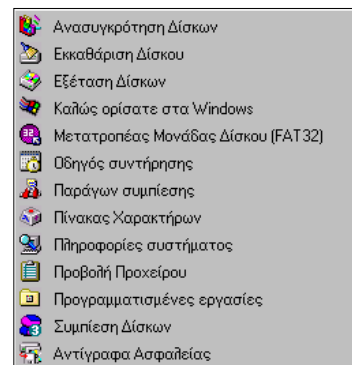 Ανασυγκρότηση Δίσκων
Εκκαθάριση Δίσκου
Εξέταση Δίσκων
Καλώς ορίσατε στα Windows
Μετατροπέας Μονάδας Δίσκου (FAT32)
Οδηγός συντήρησης
Παράγων συμπίεσης
Πίνακας Χαρακτήρων
Πληροφορίες συστήματος
Προβολή Προχείρου
Προγραμματισμένες εργασίες
Συμπίεση Δίσκων
Αντίγραφα Ασφαλείας